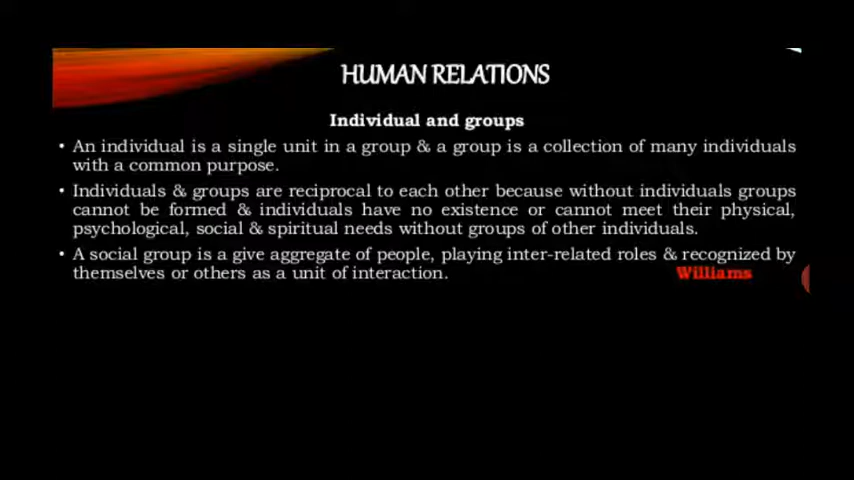 HUMAN RELATIONS
Individual and groups
• An individual is a single unit in a group & a group is a collection of many individuals
with a common purpose.
• Individuals & groups are reciprocal to each other because without individuals groups
cannot be formed & individuals have no existence or cannot meet their physical,
psychological, social & spiritual needs without groups of other individuals.
• A social group is a give aggregate of people, playing inter-related roles & recognized by
themselves or others as a unit of interaction. Williams